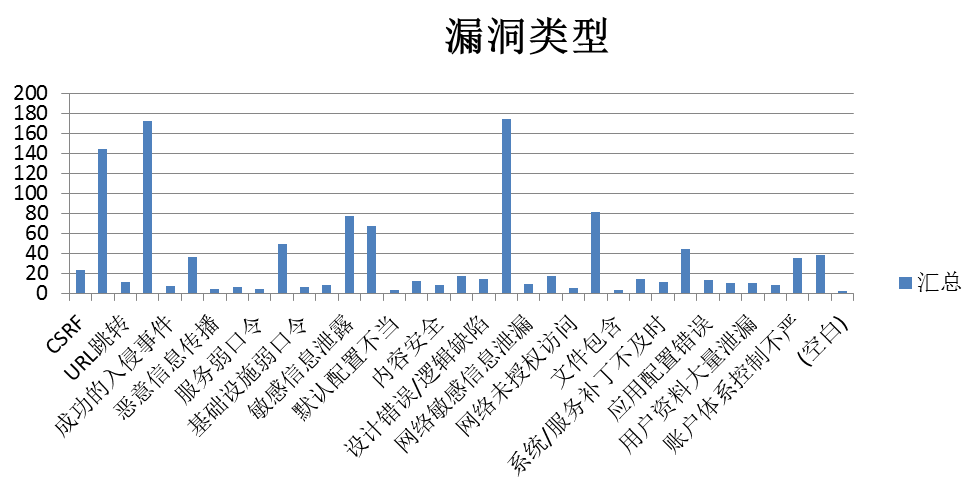 漏洞类型
200
180
160
140
120
100
80
60
40
20
0
CSRF
URL跳转
成功的入侵事件
恶意信息传播
服务弱口令
基础设施弱口令
敏感信息泄露
默认配置不当
内容安全
设计错误/逻辑缺陷
网络敏感信息泄漏
网络未授权访问
文件包含
系统/服务补丁不及时
应用配置错误
用户资料大量泄漏
账户体系控制不严
(空白)
汇总